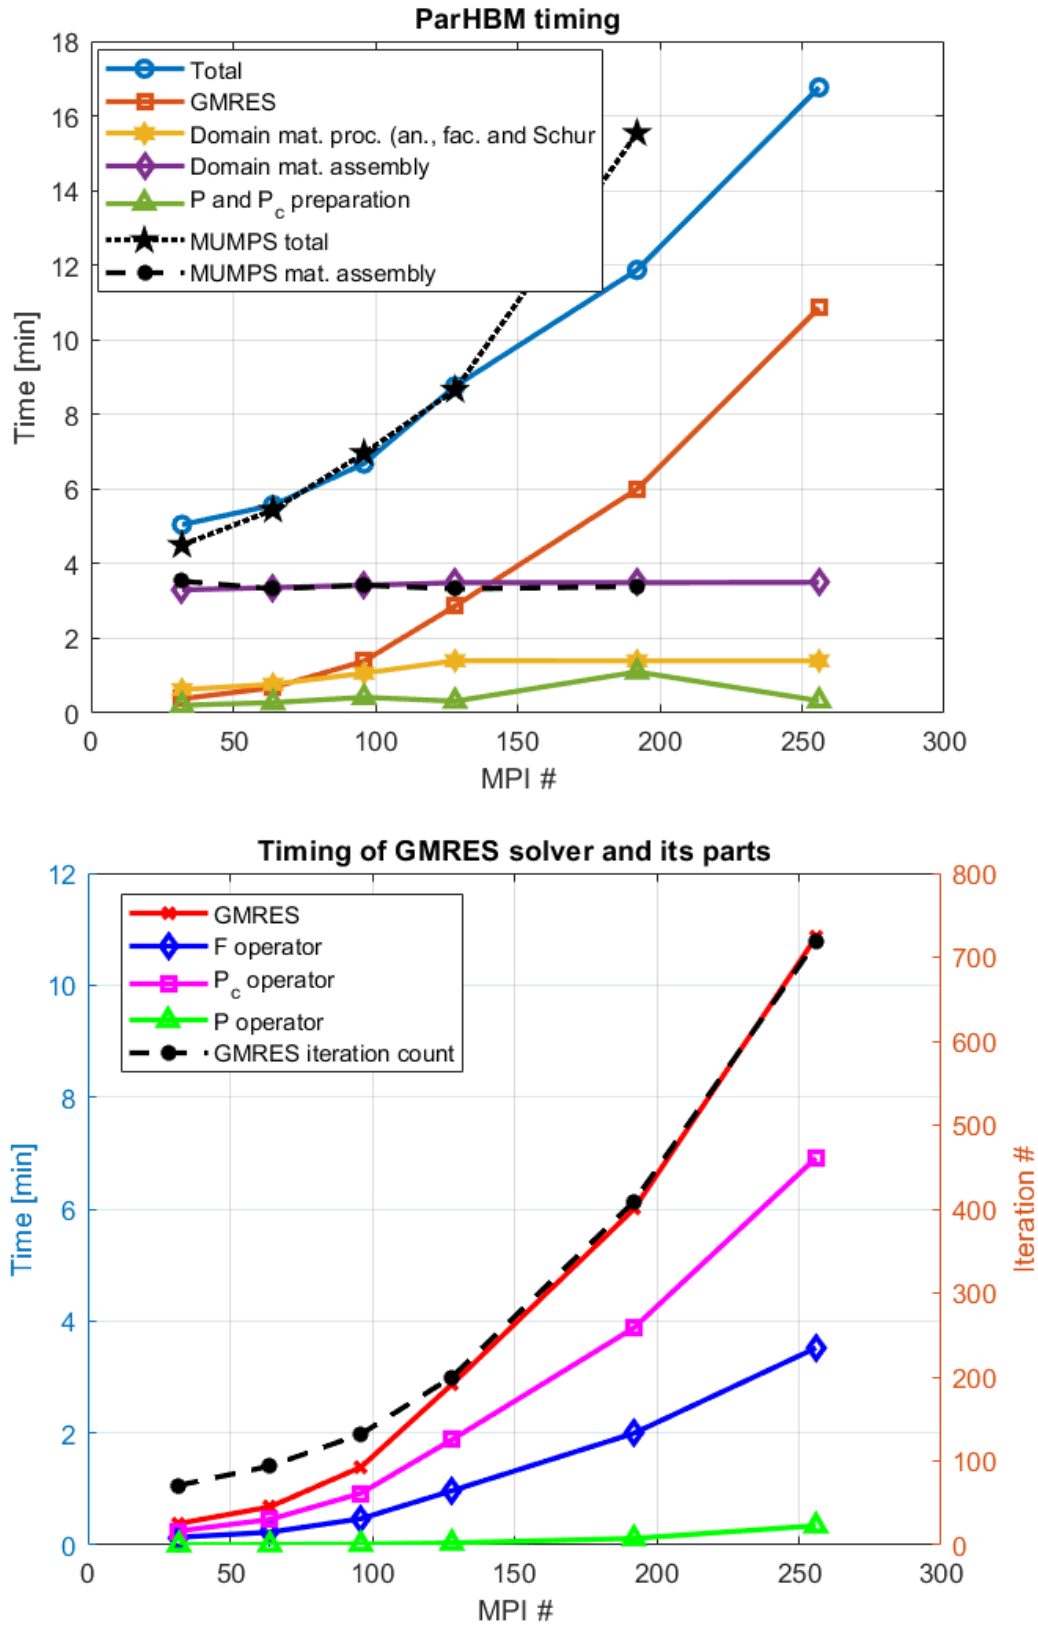 ParHBM timing
18
16
14
12
10
8
6
4
2
0
Time [min]
Total
GMRES
Domain mat. proc. (an., fac. and Schur
Domain mat. assembly
P and Pc preparation
MUMPS total
MUMPS mat. assembly
0 50 100 150 200 250 300
MPI #
Timing of GMRES solver and its parts
12
10
8
6
4
2
0
Time [min]
GMRES
F operator
Pc operator
P operator
GMRES iteration count
800
700
600
500
400
300
200
100
0
Iteration #
0 50 100 150 200 250 300
MPI #